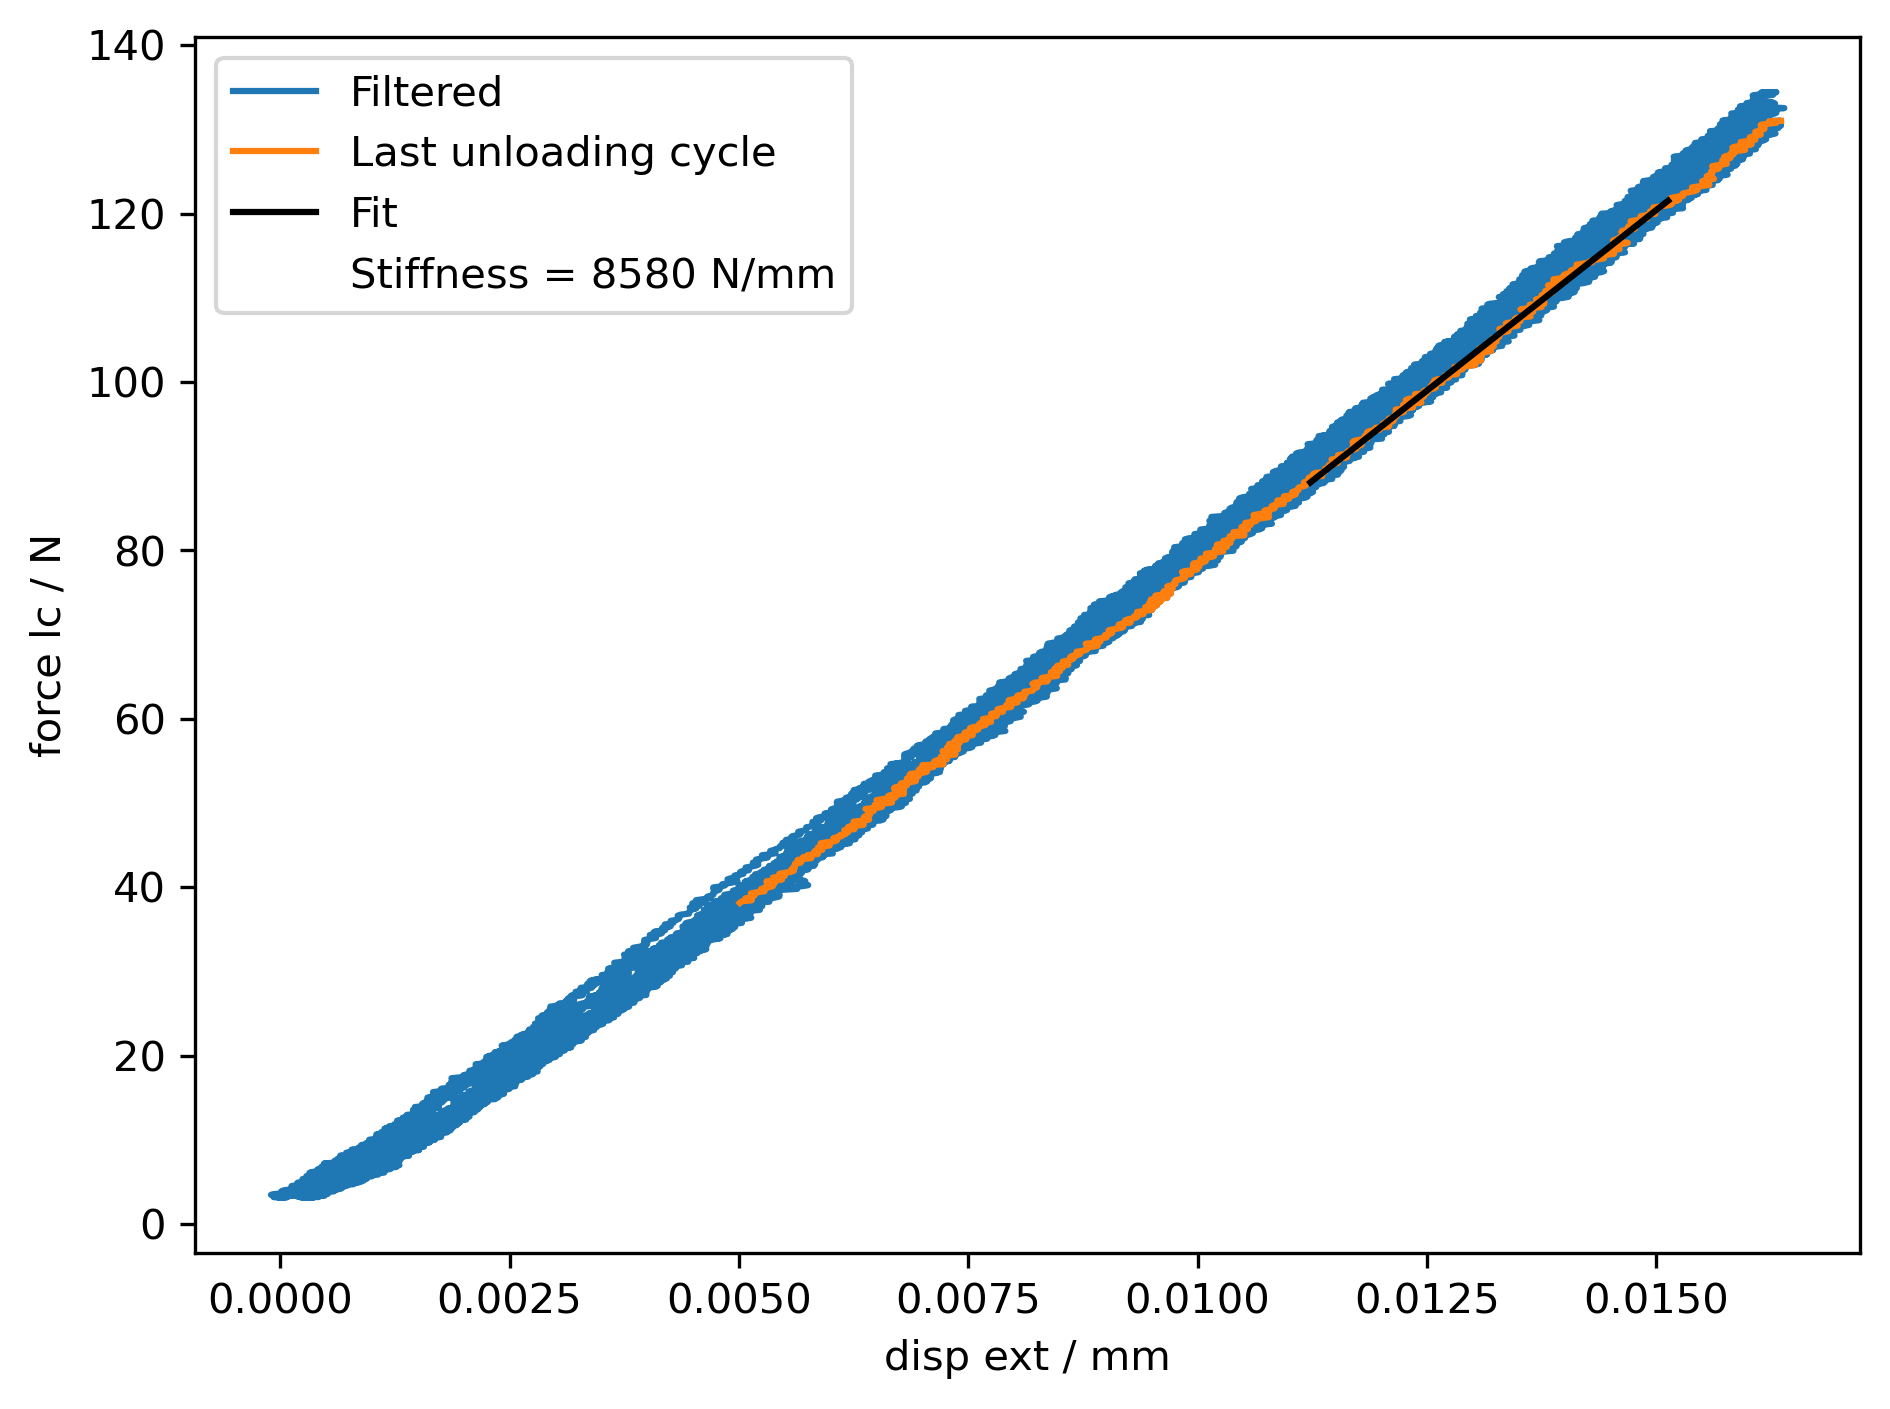 140
120
100
80
60
40
20
0
force lc / N
Filtered
Last unloading cycle
Fit
Stiffness = 8580 N/mm
0.0000 0.0025 0.0050 0.0075 0.0100 0.0125 0.0150
disp ext / mm